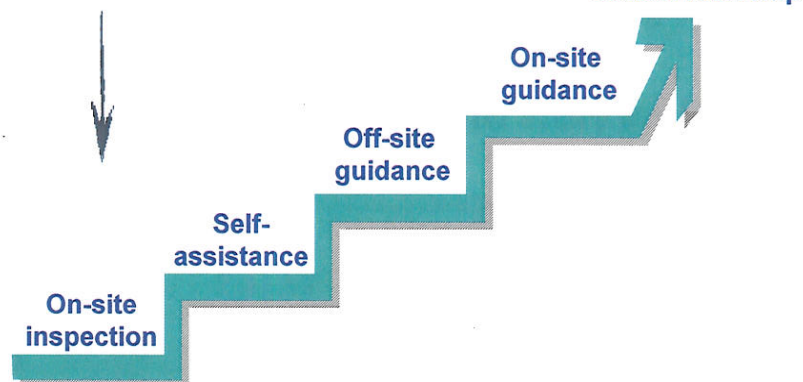 On-site
guidance
Off-site
guidance
Self-
assistance
On-site
inspection